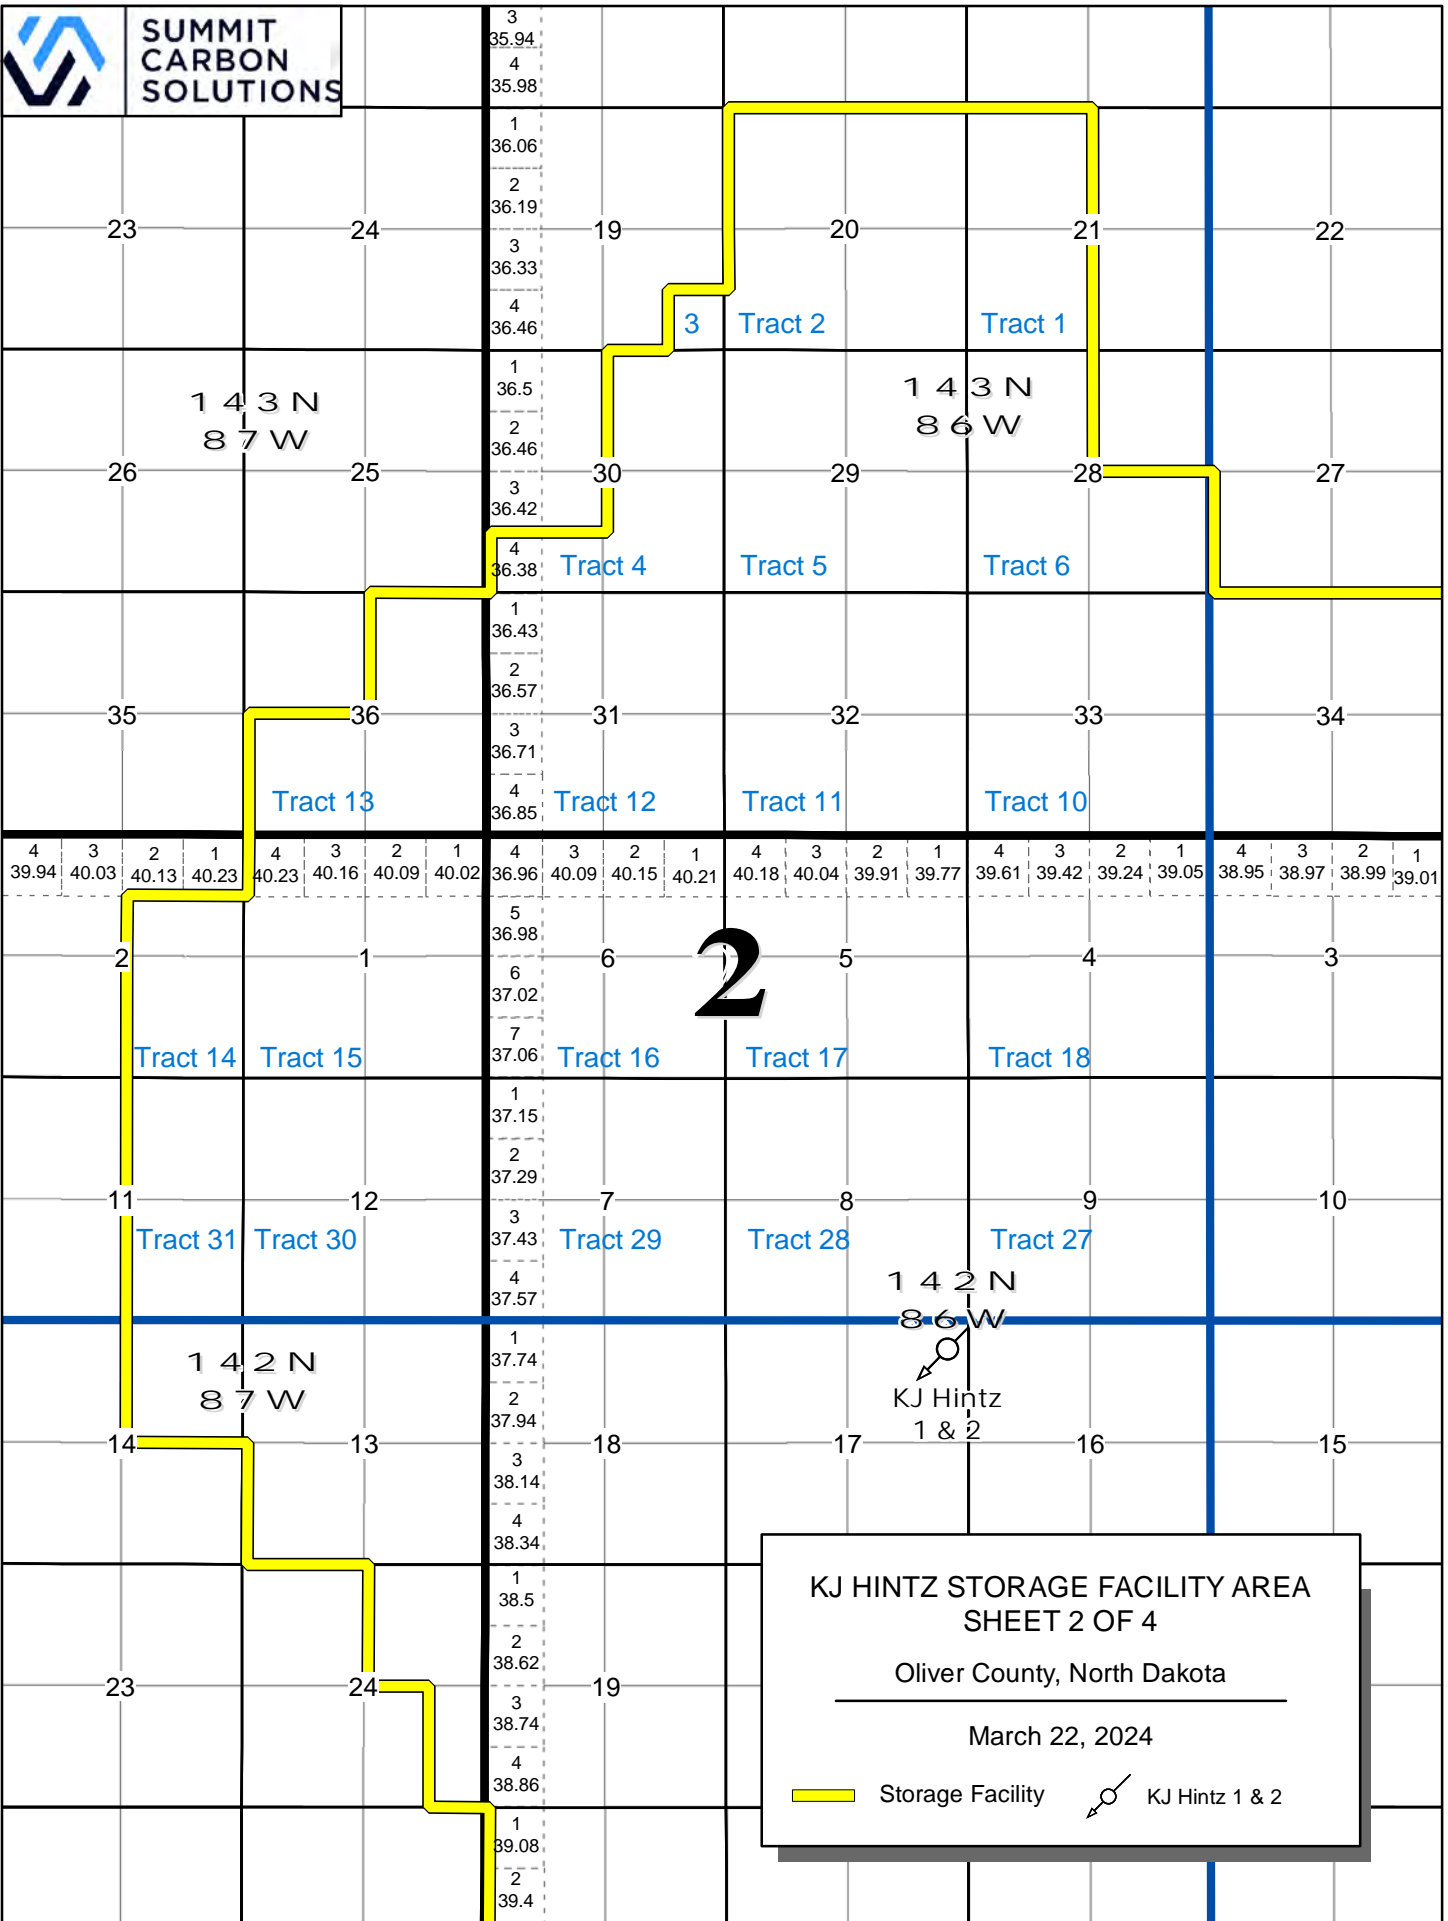 SUMMIT
CARBON
SOLUTIONS
3
35.94
4
35.98
1
36.06
2
36.19
23
24
19
20
21
22
3
36.33
4
36.46
3
Tract 2
Tract 1
1
36.5
143N
87W
143N
86W
2
36.46
26
25
30
29
28
27
3
36.42
4
36.38
Tract 4
Tract 5
Tract 6
1
36.43
2
36.57
35
36
31
32
33
34
3
36.71
4
36.85
Tract 13
Tract 12
Tract 11
Tract 10
4 3 2 1 4 3 2 1 4 3 2 1 4 3 2 1 4 3 2 1 4 3 2 1
39.94 40.03 40.13 40.23 40.23 40.16 40.09 40.02 36.96 40.09 40.15 40.21 40.18 40.04 39.91 39.77 39.61 39.42 39.24 39.05 38.95 38.97 38.99 39.01
5
36.98
2
1
6
2
5
4
3
6
37.02
7
37.06
Tract 14
Tract 15
Tract 16
Tract 17
Tract 18
1
37.15
2
37.29
11
12
7
8
9
10
3
37.43
Tract 31
Tract 30
Tract 29
Tract 28
Tract 27
4
37.57
142N
86W
1
37.74
142N
87W
2
37.94
KJ Hintz
1 & 2
14
13
18
17
16
15
3
38.14
4
38.34
1
38.5
2
38.62
23
24
19
3
38.74
4
38.86
1
39.08
2
39.4
KJ HINTZ STORAGE FACILITY AREA
SHEET 2 OF 4
Oliver County, North Dakota
March 22, 2024
Storage Facility
KJ Hintz 1 & 2